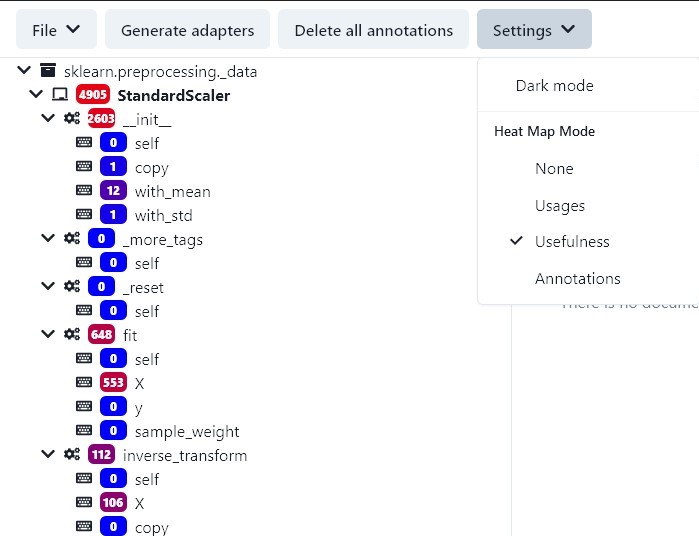 File Generate adapters Delete all annotations Settings
sklearn.preprocessing._data
4905 StandardScaler
2603 __init__
0 self
1 copy
12 with_mean
1 with_std
0 _more_tags
0 self
0 _reset
0 self
648 fit
0 self
553 X
0 y
0 sample_weight
112 inverse_transform
0 self
106 X
0 copy
Dark mode
Heat Map Mode
None
Usages
Usefulness
Annotations
There is no docume